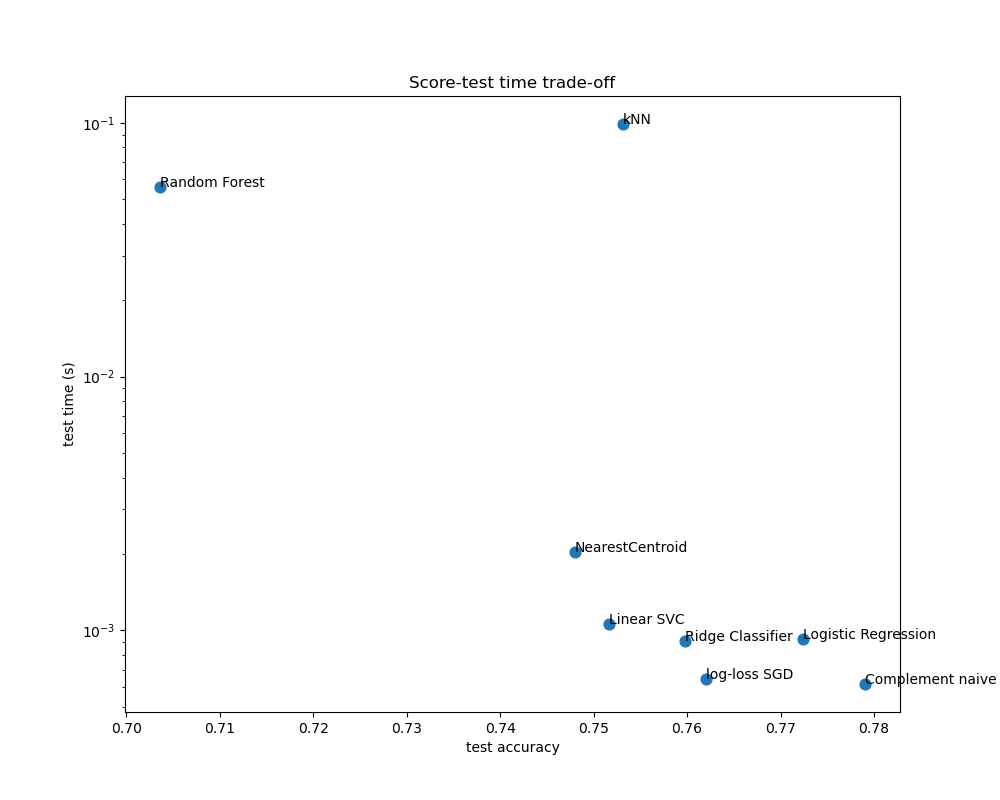 Score-test time trade-off
kNN
Random Forest
NearestCentroid
Linear SVC
Ridge Classifier
Logistic Regression
log-loss SGD
Complement naive
10⁻¹
10⁻²
10⁻³
test time (s)
0.70 0.71 0.72 0.73 0.74 0.75 0.76 0.77 0.78
test accuracy